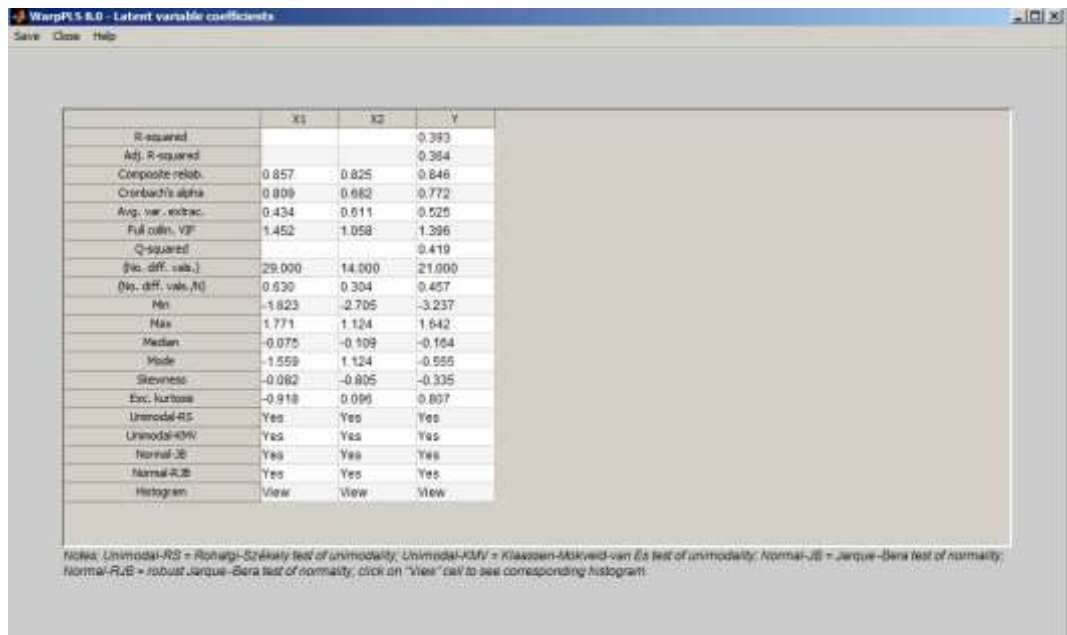 WarpPLS 8.0 - Latent variable coefficients
Save Close Help
X1 X2 Y
R-squared 0.393
Adj. R-squared 0.364
Composite reliab. 0.857 0.825 0.846
Cronbach's alpha 0.809 0.682 0.772
Avg. var. extrac. 0.434 0.611 0.525
Full collin. VIF 1.452 1.058 1.396
Q-squared 0.419
(No. diff. vals.) 29.000 14.000 21.000
(No. diff. vals./N) 0.630 0.304 0.457
Min -1.823 -2.705 -3.237
Max 1.771 1.124 1.642
Median -0.075 -0.109 -0.164
Mode -1.559 1.124 -0.555
Skewness -0.082 -0.805 -0.335
Exc. kurtosis -0.918 0.096 0.807
Unimodal-RS Yes Yes Yes
Unimodal-KMV Yes Yes Yes
Normal-JB Yes Yes Yes
Normal-RJB Yes Yes Yes
Histogram View View View
Notes: Unimodal-RS = Rohatgi-Székely test of unimodality; Unimodal-KMV = Klaassen-Mokveld-van Es test of unimodality; Normal-JB = Jarque–Bera test of normality;
Normal-RJB = robust Jarque–Bera test of normality; click on "View" cell to see corresponding histogram.